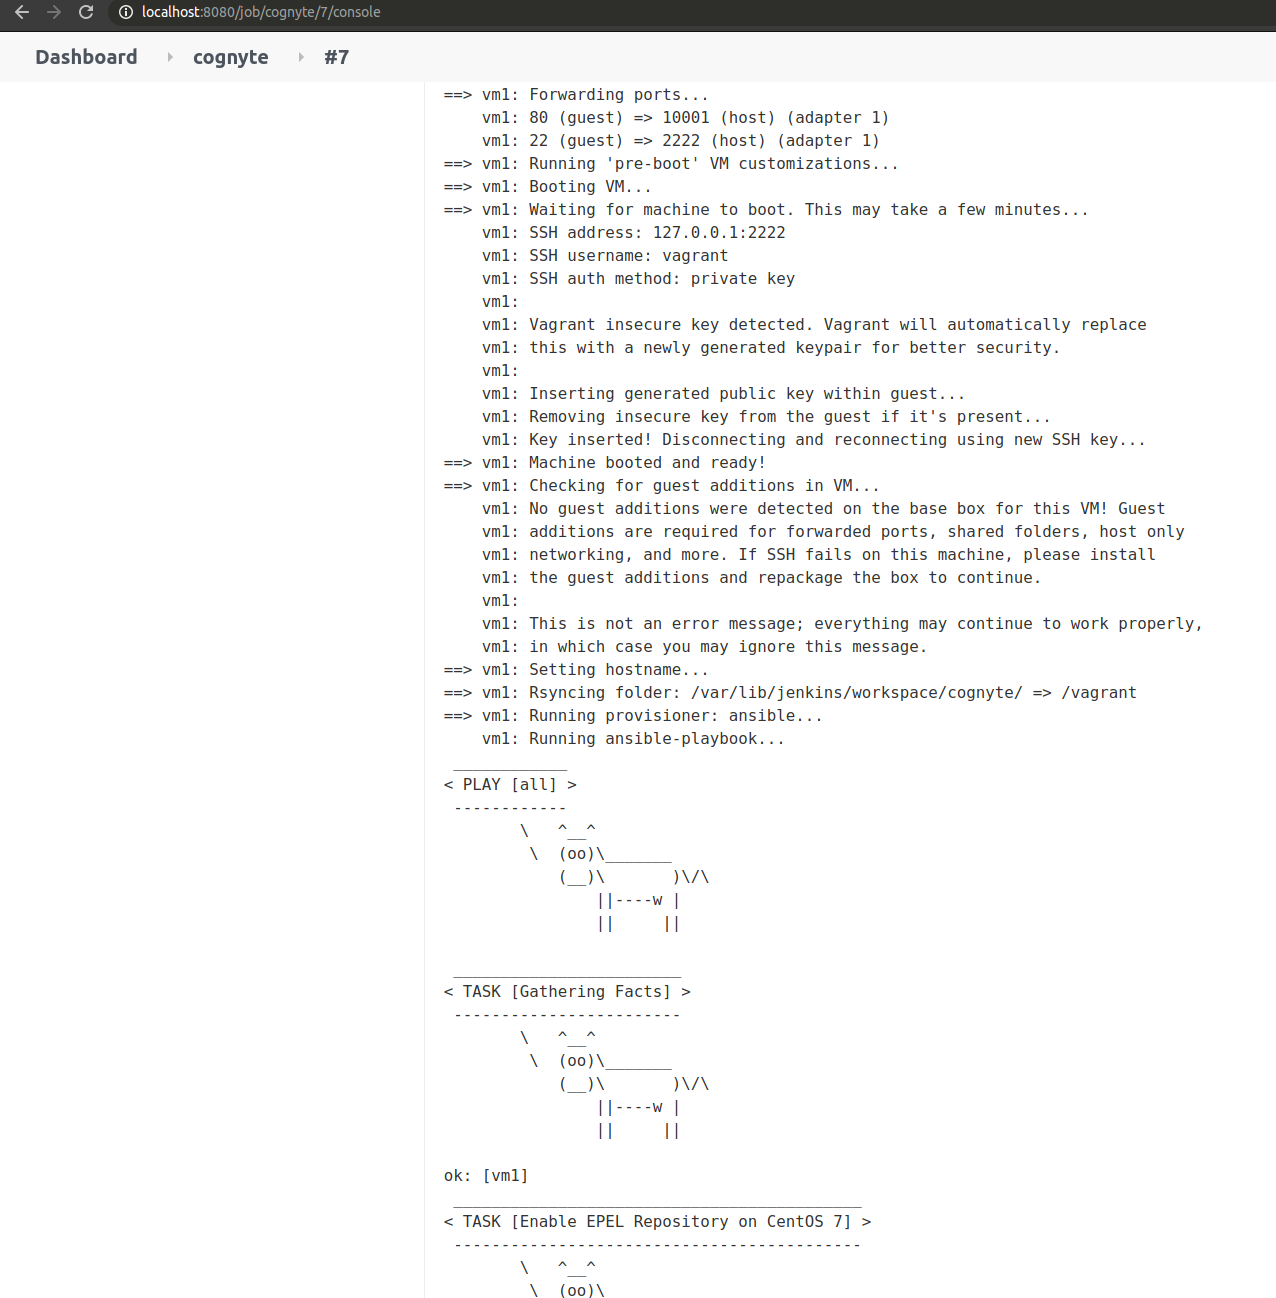 localhost:8080/job/cognyte/7/console
Dashboard cognyte #7
==> vm1: Forwarding ports...
    vm1: 80 (guest) => 10001 (host) (adapter 1)
    vm1: 22 (guest) => 2222 (host) (adapter 1)
==> vm1: Running 'pre-boot' VM customizations...
==> vm1: Booting VM...
==> vm1: Waiting for machine to boot. This may take a few minutes...
    vm1: SSH address: 127.0.0.1:2222
    vm1: SSH username: vagrant
    vm1: SSH auth method: private key
    vm1:
    vm1: Vagrant insecure key detected. Vagrant will automatically replace
    vm1: this with a newly generated keypair for better security.
    vm1:
    vm1: Inserting generated public key within guest...
    vm1: Removing insecure key from the guest if it's present...
    vm1: Key inserted! Disconnecting and reconnecting using new SSH key...
==> vm1: Machine booted and ready!
==> vm1: Checking for guest additions in VM...
    vm1: No guest additions were detected on the base box for this VM! Guest
    vm1: additions are required for forwarded ports, shared folders, host only
    vm1: networking, and more. If SSH fails on this machine, please install
    vm1: the guest additions and repackage the box to continue.
    vm1:
    vm1: This is not an error message; everything may continue to work properly,
    vm1: in which case you may ignore this message.
==> vm1: Setting hostname...
==> vm1: Rsyncing folder: /var/lib/jenkins/workspace/cognyte/ => /vagrant
==> vm1: Running provisioner: ansible...
    vm1: Running ansible-playbook...
 ____________
< PLAY [all] >
 ------------
        \   ^__^
         \  (oo)\_______
            (__)\       )\/\
                ||----w |
                ||     ||

 ________________________
< TASK [Gathering Facts] >
 ------------------------
        \   ^__^
         \  (oo)\_______
            (__)\       )\/\
                ||----w |
                ||     ||

ok: [vm1]
 ___________________________________________
< TASK [Enable EPEL Repository on CentOS 7] >
 -------------------------------------------
        \   ^__^
         \  (oo)\